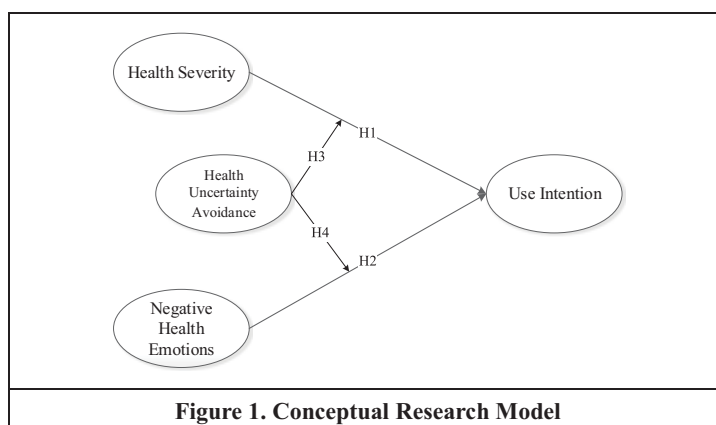 Health Severity
H1
H3
Health
Uncertainty
Avoidance
Use Intention
H4
H2
Negative
Health
Emotions
Figure 1. Conceptual Research Model